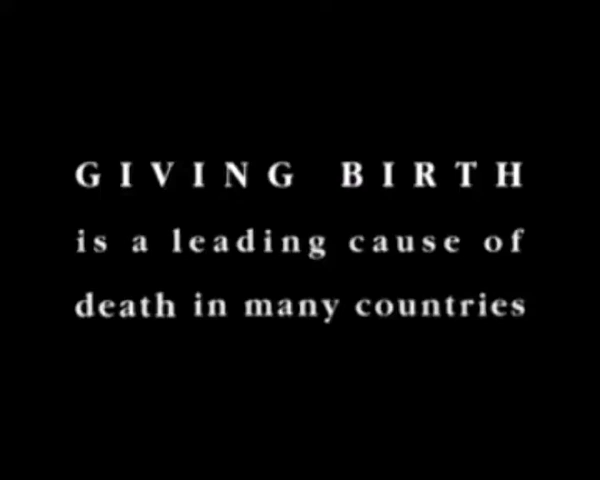 GIVING BIRTH
is a leading cause of
death in many countries